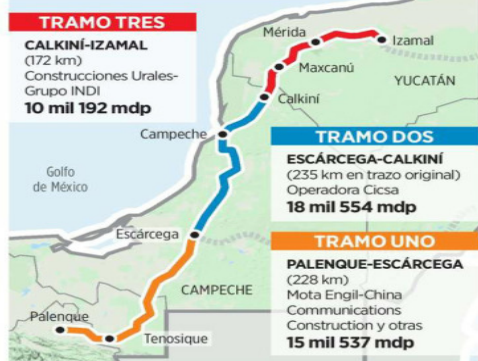 TRAMO TRES
CALKINÍ-IZAMAL
(172 km)
Construcciones Urales-
Grupo INDI
10 mil 192 mdp
Mérida
Izamal
Maxcanú
YUCATÁN
Calkiní
Campeche
Golfo
de México
TRAMO DOS
ESCÁRCEGA-CALKINÍ
(235 km en trazo original)
Operadora Cicsa
18 mil 554 mdp
Escárcega
CAMPECHE
Palenque
Tenosique
TRAMO UNO
PALENQUE-ESCÁRCEGA
(228 km)
Mota Engil-China
Communications
Construction y otras
15 mil 537 mdp